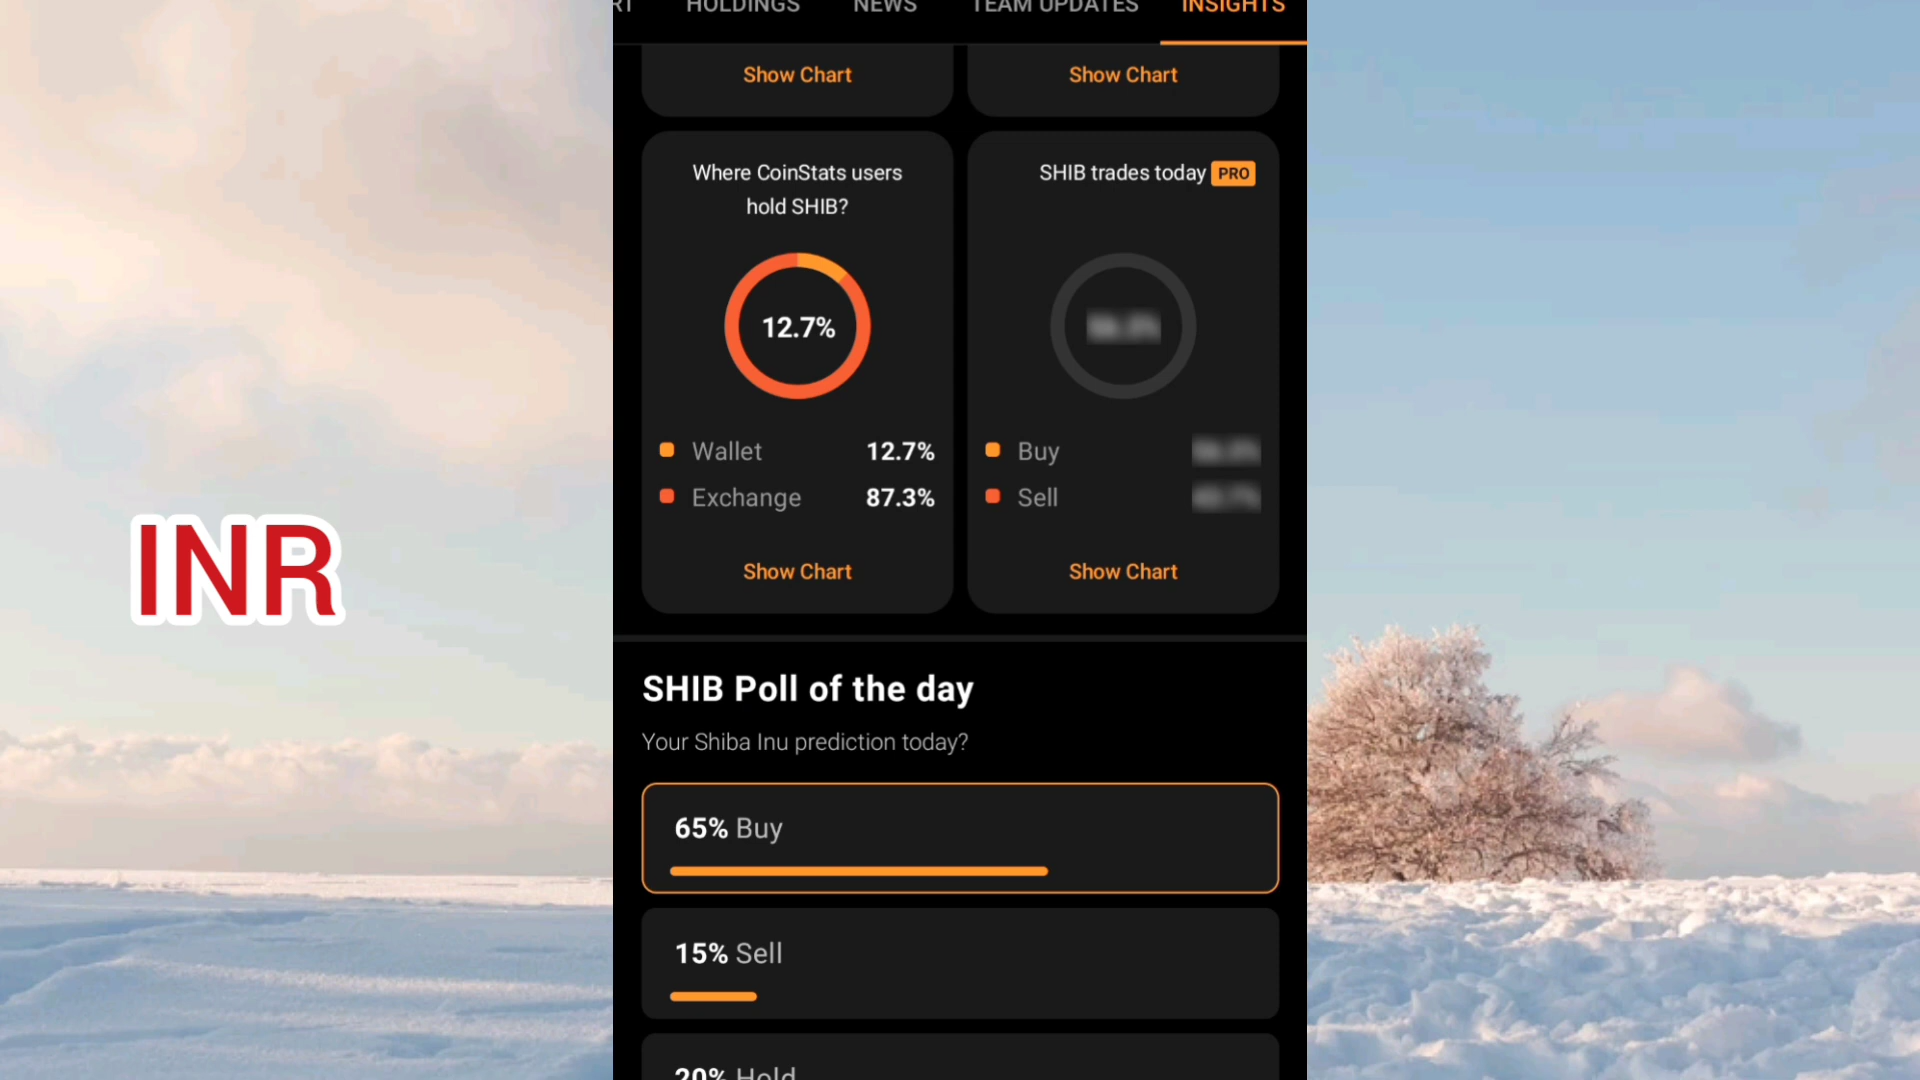 HOLDINGS NEWS TEAM UPDATES INSIGHTS
Show Chart Show Chart
Where CoinStats users
hold SHIB?
SHIB trades today PRO
12.7%
Wallet 12.7%
Exchange 87.3%
Buy
Sell
Show Chart Show Chart
INR
SHIB Poll of the day
Your Shiba Inu prediction today?
65% Buy
15% Sell
20% Hold